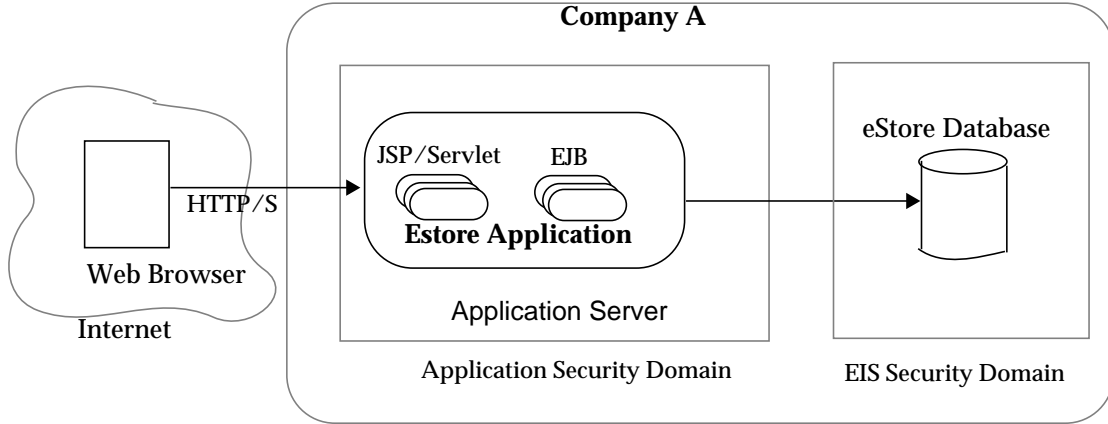 Company A
eStore Database
JSP/Servlet
EJB
HTTP/S
Estore Application
Web Browser
Application Server
Internet
Application Security Domain
EIS Security Domain